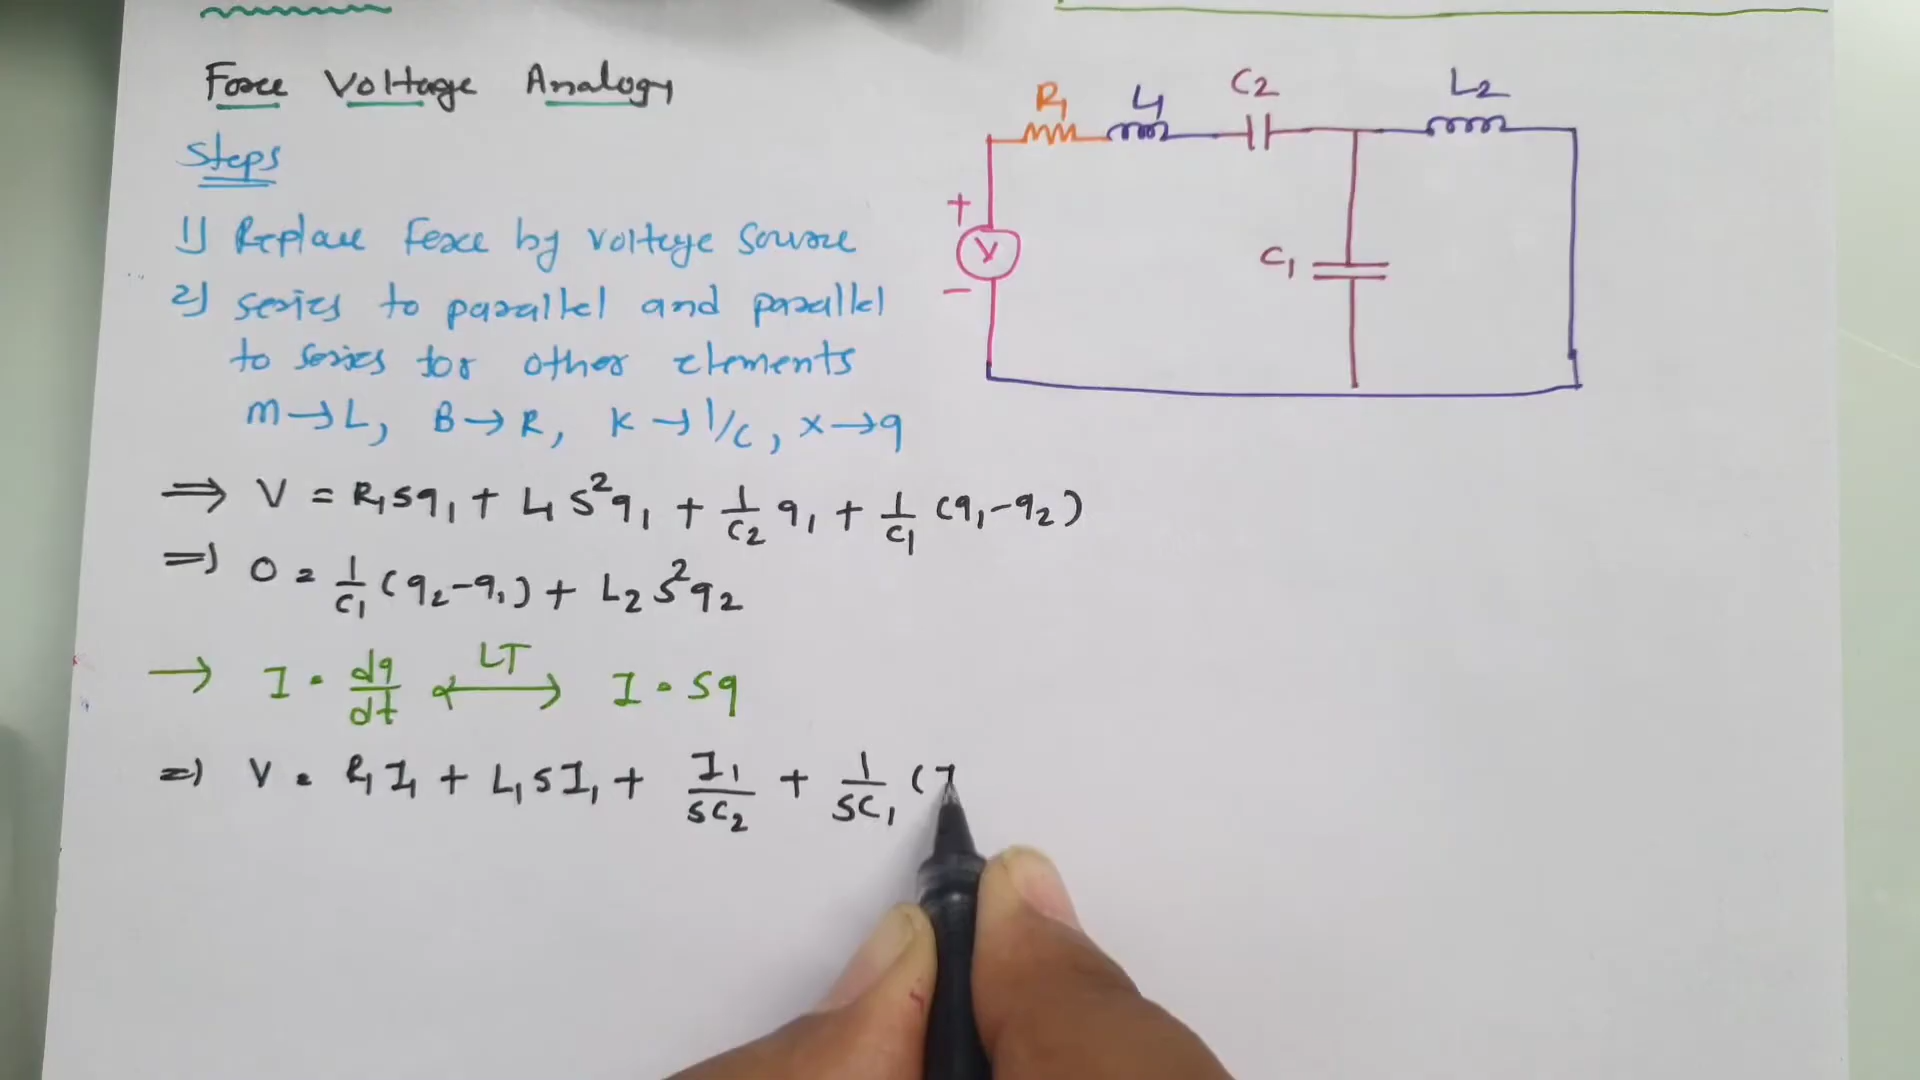 Force Voltage Analogy
Steps
1) Replace Force by voltage source
2) series to parallel and parallel
to series for other elements
M→L, B→R, K→1/C, x→q
⇒ V = R₁sq₁ + L₁s²q₁ + 1/C₂ q₁ + 1/C₁ (q₁-q₂)
⇒ 0 = 1/C₁ (q₂-q₁) + L₂s²q₂
→ I = dq/dt ←LT→ I = sq
⇒ V = R₁I₁ + L₁sI₁ + I₁/sC₂ + 1/sC₁ (I
R₁ L₁ C2 L2
+
V
C₁
-